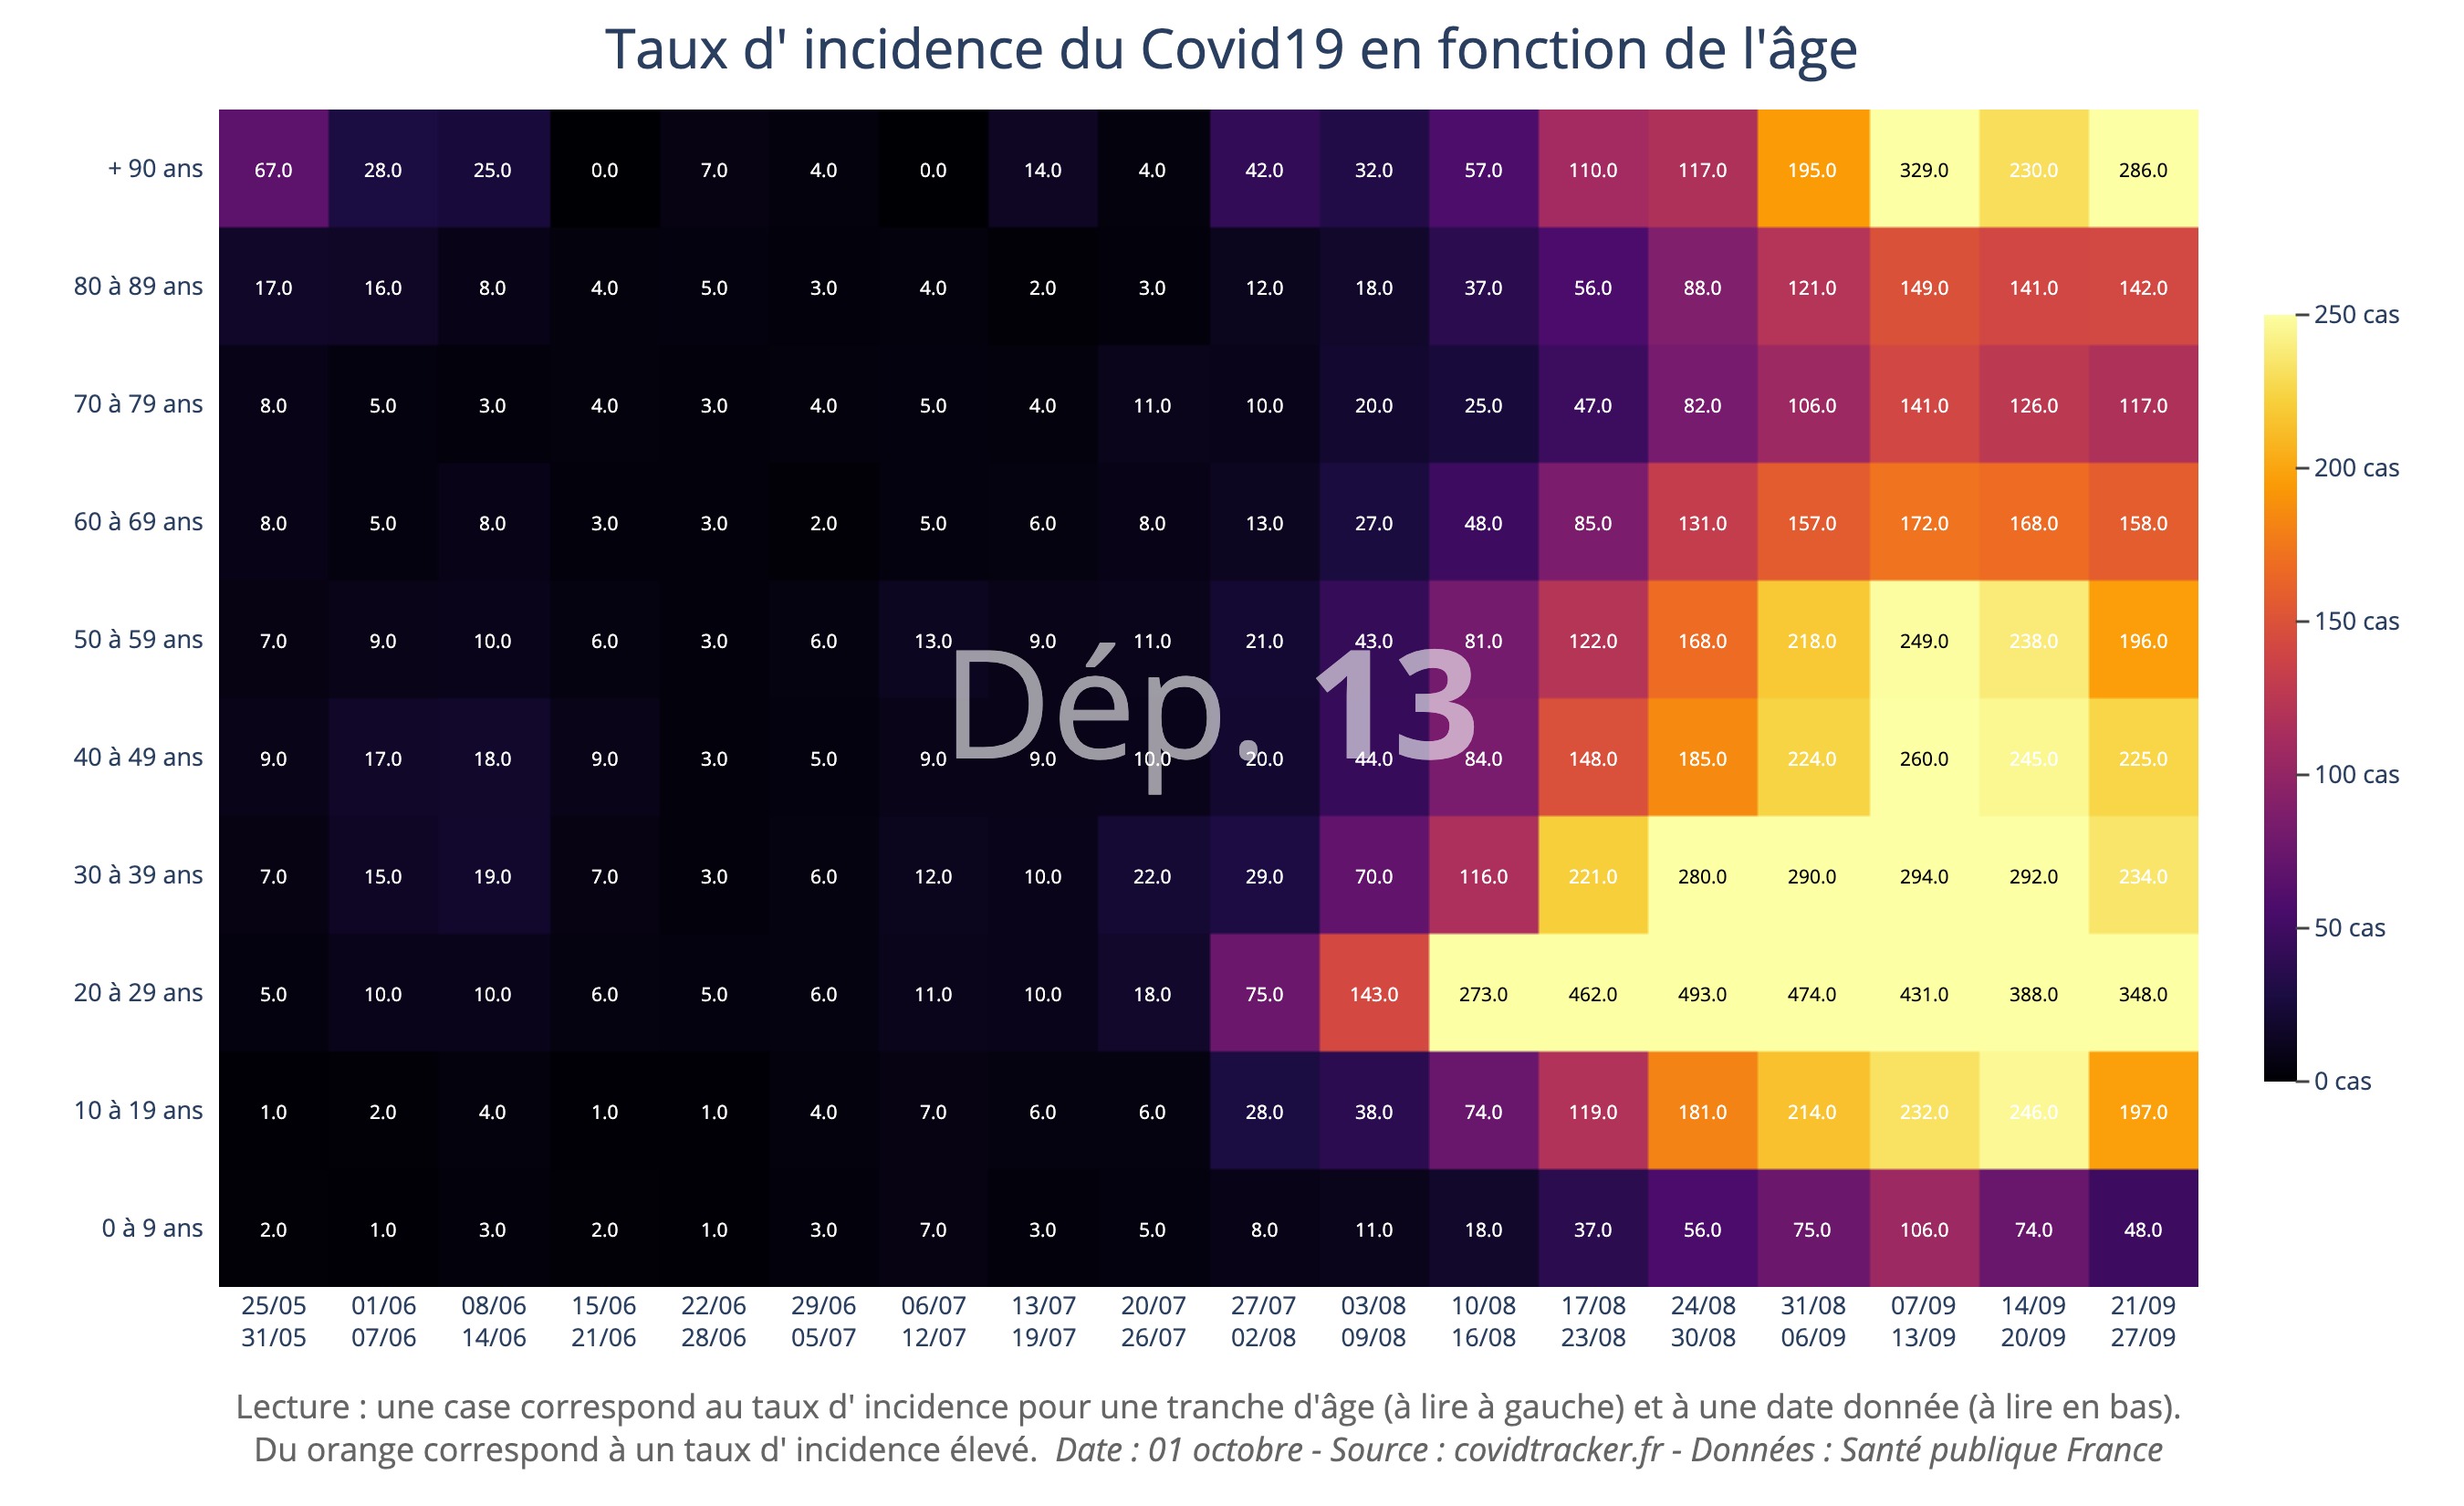 Taux d' incidence du Covid19 en fonction de l'âge
+ 90 ans 67.0 28.0 25.0 0.0 7.0 4.0 0.0 14.0 4.0 42.0 32.0 57.0 110.0 117.0 195.0 329.0 230.0 286.0
80 à 89 ans 17.0 16.0 8.0 4.0 5.0 3.0 4.0 2.0 3.0 12.0 18.0 37.0 56.0 88.0 121.0 149.0 141.0 142.0
70 à 79 ans 8.0 5.0 3.0 4.0 3.0 4.0 5.0 4.0 11.0 10.0 20.0 25.0 47.0 82.0 106.0 141.0 126.0 117.0
60 à 69 ans 8.0 5.0 8.0 3.0 3.0 2.0 5.0 6.0 8.0 13.0 27.0 48.0 85.0 131.0 157.0 172.0 168.0 158.0
50 à 59 ans 7.0 9.0 10.0 6.0 3.0 6.0 13.0 9.0 11.0 21.0 43.0 81.0 122.0 168.0 218.0 249.0 238.0 196.0
Dép. 13
40 à 49 ans 9.0 17.0 18.0 9.0 3.0 5.0 9.0 9.0 10.0 20.0 44.0 84.0 148.0 185.0 224.0 260.0 245.0 225.0
30 à 39 ans 7.0 15.0 19.0 7.0 3.0 6.0 12.0 10.0 22.0 29.0 70.0 116.0 221.0 280.0 290.0 294.0 292.0 234.0
20 à 29 ans 5.0 10.0 10.0 6.0 5.0 6.0 11.0 10.0 18.0 75.0 143.0 273.0 462.0 493.0 474.0 431.0 388.0 348.0
10 à 19 ans 1.0 2.0 4.0 1.0 1.0 4.0 7.0 6.0 6.0 28.0 38.0 74.0 119.0 181.0 214.0 232.0 246.0 197.0
0 à 9 ans 2.0 1.0 3.0 2.0 1.0 3.0 7.0 3.0 5.0 8.0 11.0 18.0 37.0 56.0 75.0 106.0 74.0 48.0
25/05 01/06 08/06 15/06 22/06 29/06 06/07 13/07 20/07 27/07 03/08 10/08 17/08 24/08 31/08 07/09 14/09 21/09
31/05 07/06 14/06 21/06 28/06 05/07 12/07 19/07 26/07 02/08 09/08 16/08 23/08 30/08 06/09 13/09 20/09 27/09
250 cas
200 cas
150 cas
100 cas
50 cas
0 cas
Lecture : une case correspond au taux d' incidence pour une tranche d'âge (à lire à gauche) et à une date donnée (à lire en bas).
Du orange correspond à un taux d' incidence élevé. Date : 01 octobre - Source : covidtracker.fr - Données : Santé publique France